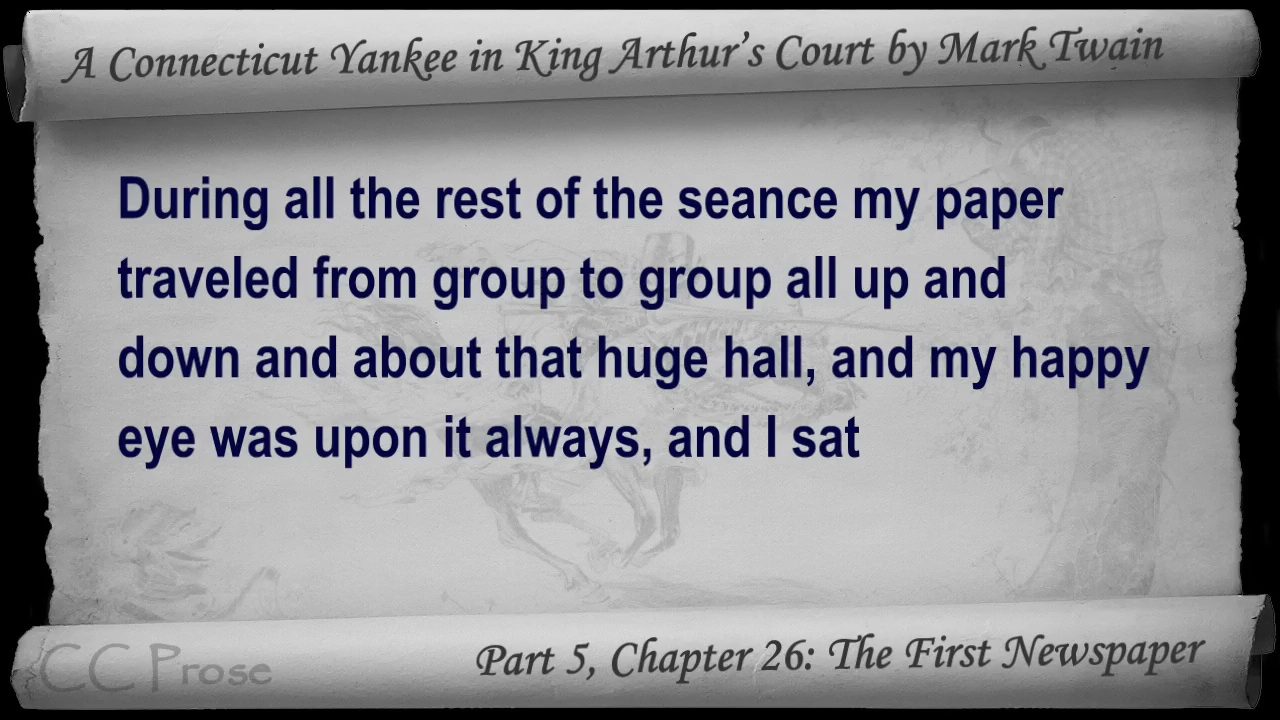 A Connecticut Yankee in King Arthur's Court by Mark Twain
During all the rest of the seance my paper
traveled from group to group all up and
down and about that huge hall, and my happy
eye was upon it always, and I sat
CC Prose
Part 5, Chapter 26: The First Newspaper